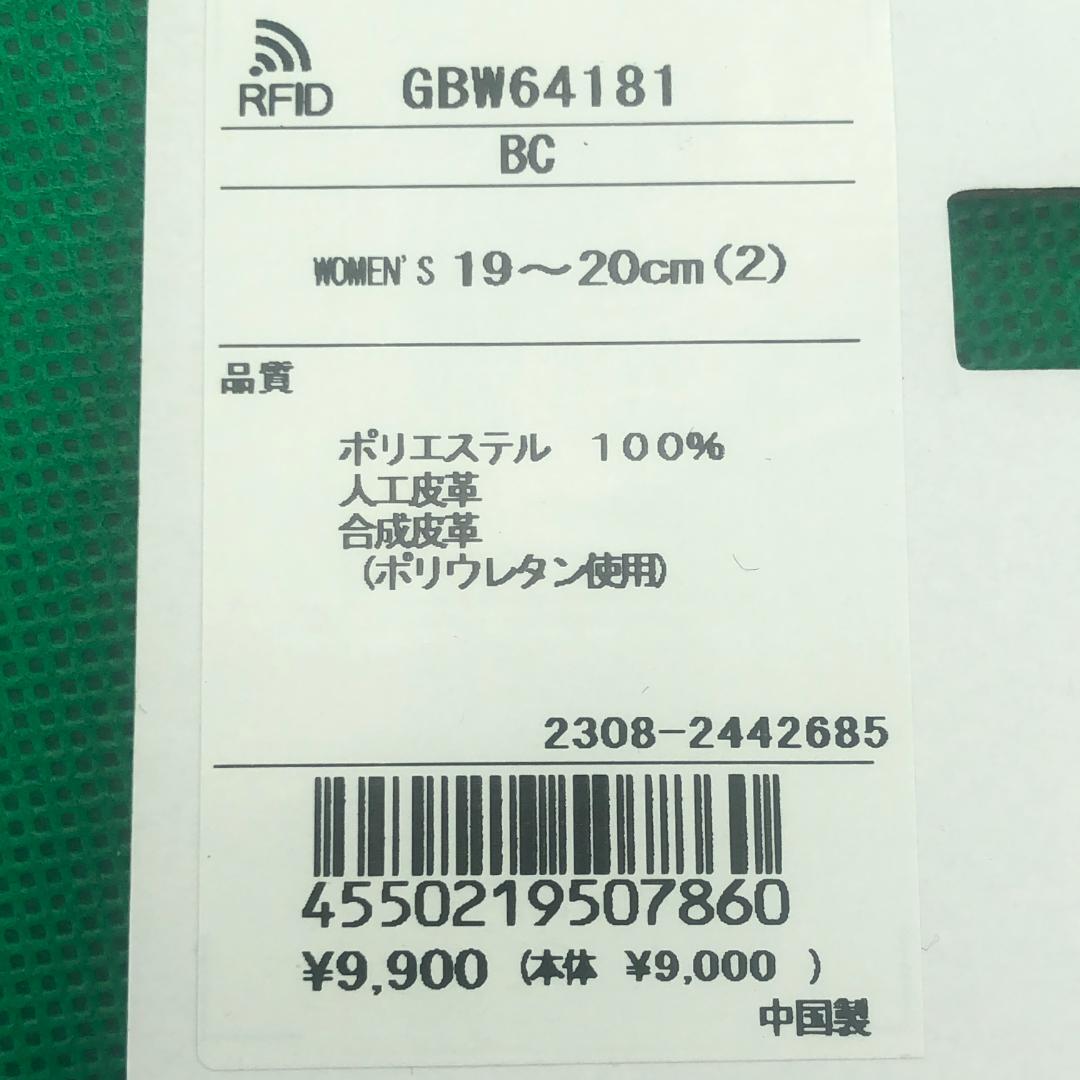 RFID GBW64181
BC
WOMEN'S 19～20cm(2)
品質
ポリエステル　１００％
人工皮革
合成皮革
(ポリウレタン使用)
2308-2442685
4550219507860
¥9,900 (本体 ¥9,000 )
中国製